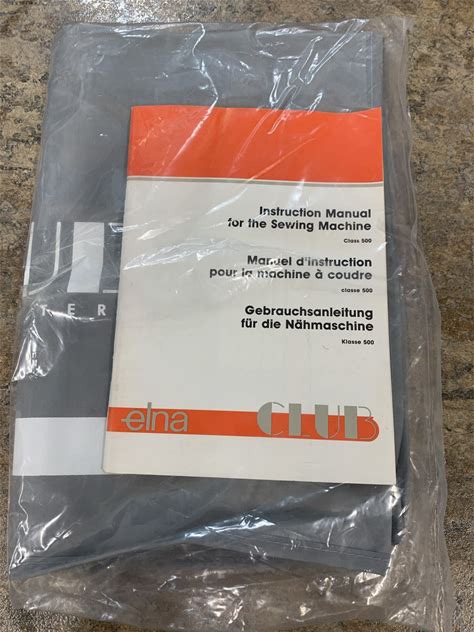 Instruction Manual
for the Sewing Machine
Class 500
Manuel d'instruction
pour la machine à coudre
classe 500
Gebrauchsanleitung
für die Nähmaschine
Klasse 500
elna
CLUB